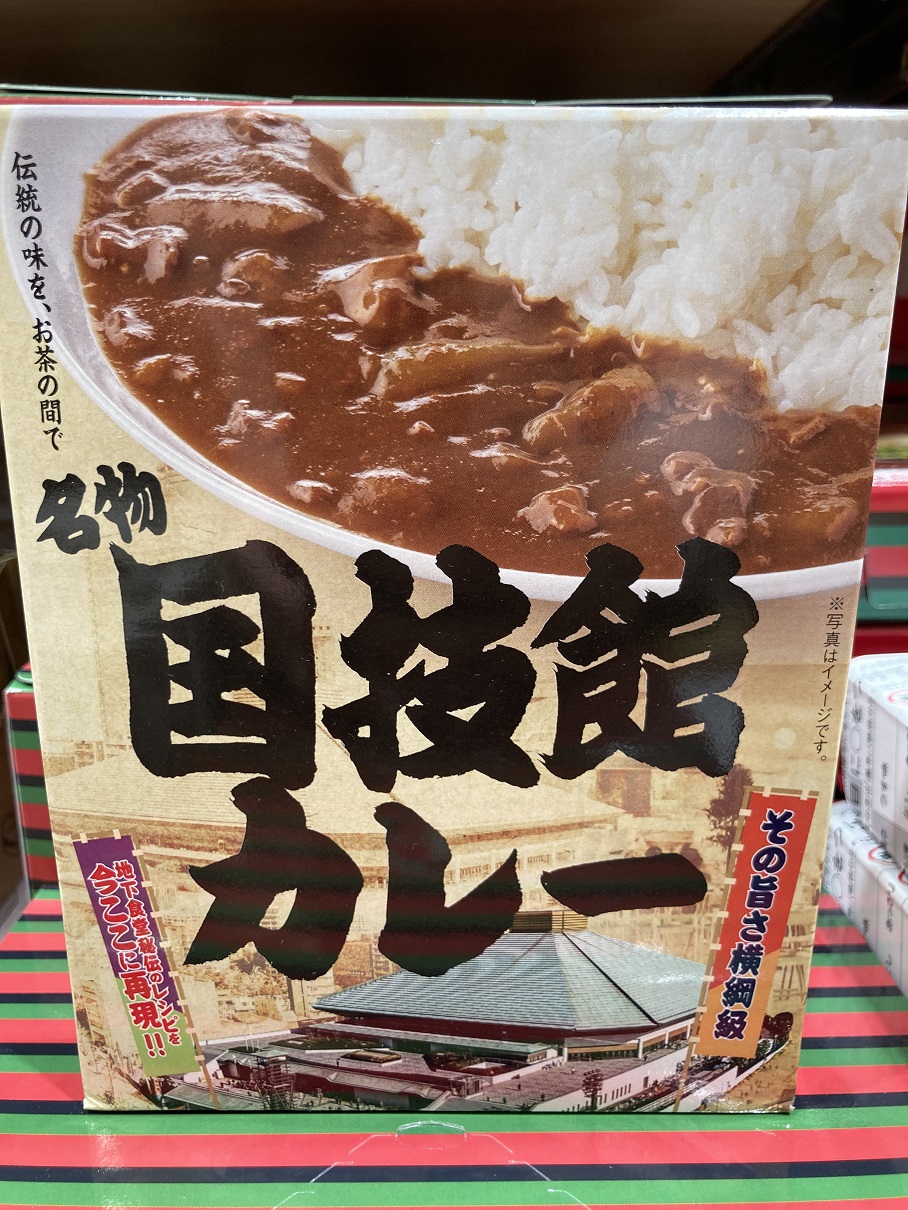 伝統の味を、お茶の間で
名物
国技館
カレー
※写真はイメージです。
その旨さ横綱級
地下食堂秘伝のレシピを
今ここに再現!!